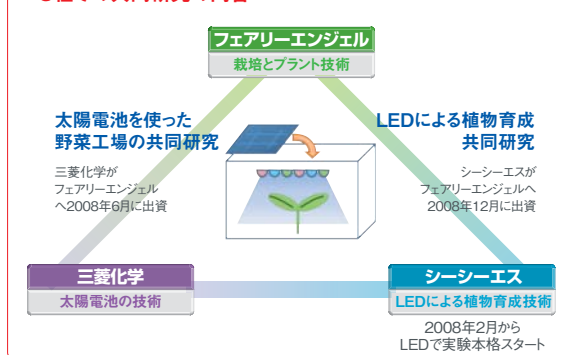 フェアリーエンジェル
栽培とプラント技術
太陽電池を使った
野菜工場の共同研究
三菱化学が
フェアリーエンジェル
へ2008年6月に出資
LEDによる植物育成
共同研究
シーシーエスが
フェアリーエンジェルへ
2008年12月に出資
三菱化学
太陽電池の技術
シーシーエス
LEDによる植物育成技術
2008年2月から
LEDで実験本格スタート